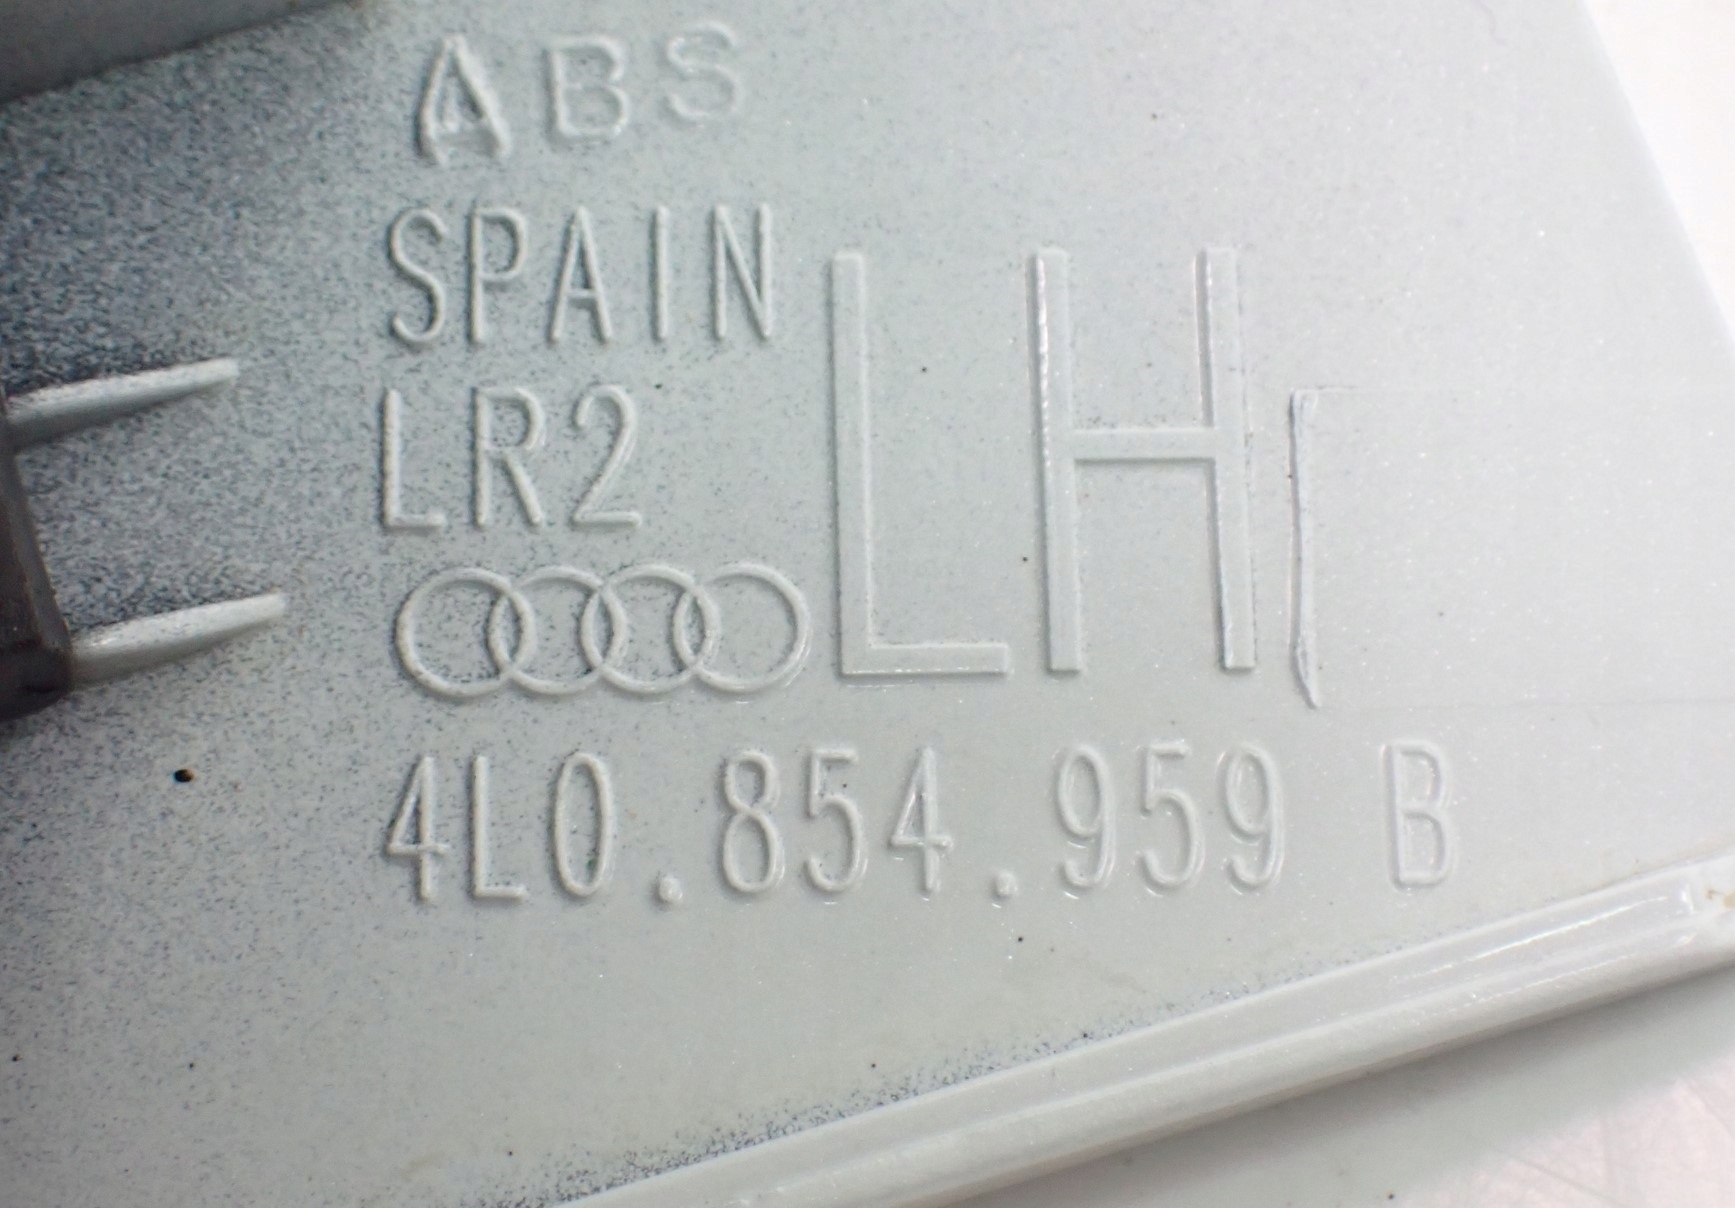 ABS
SPAIN
LR2
LH
4L0.854.959 B